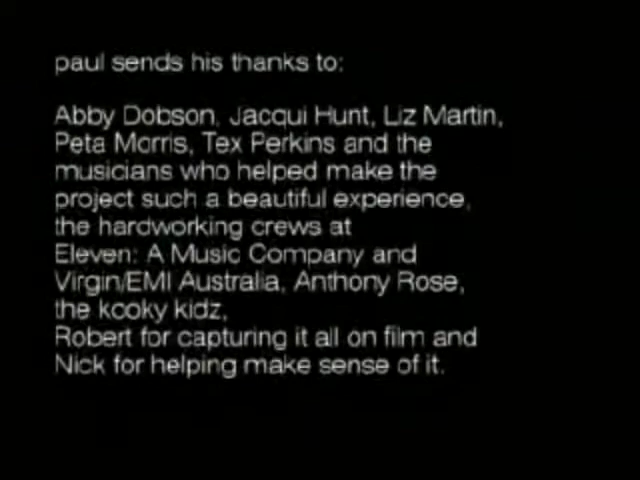 paul sends his thanks to:
Abby Dobson, Jacqui Hunt, Liz Martin,
Peta Morris, Tex Perkins and the
musicians who helped make the
project such a beautiful experience,
the hardworking crews at
Eleven: A Music Company and
Virgin/EMI Australia, Anthony Rose,
the kooky kidz,
Robert for capturing it all on film and
Nick for helping make sense of it.